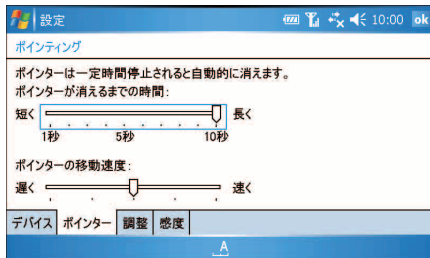 設定 10:00 ok
ポインティング
ポインターは一定時間停止されると自動的に消えます。
ポインターが消えるまでの時間:
短く 長く
1秒 5秒 10秒
ポインターの移動速度:
遅く 速く
デバイス ポインター 調整 感度
A